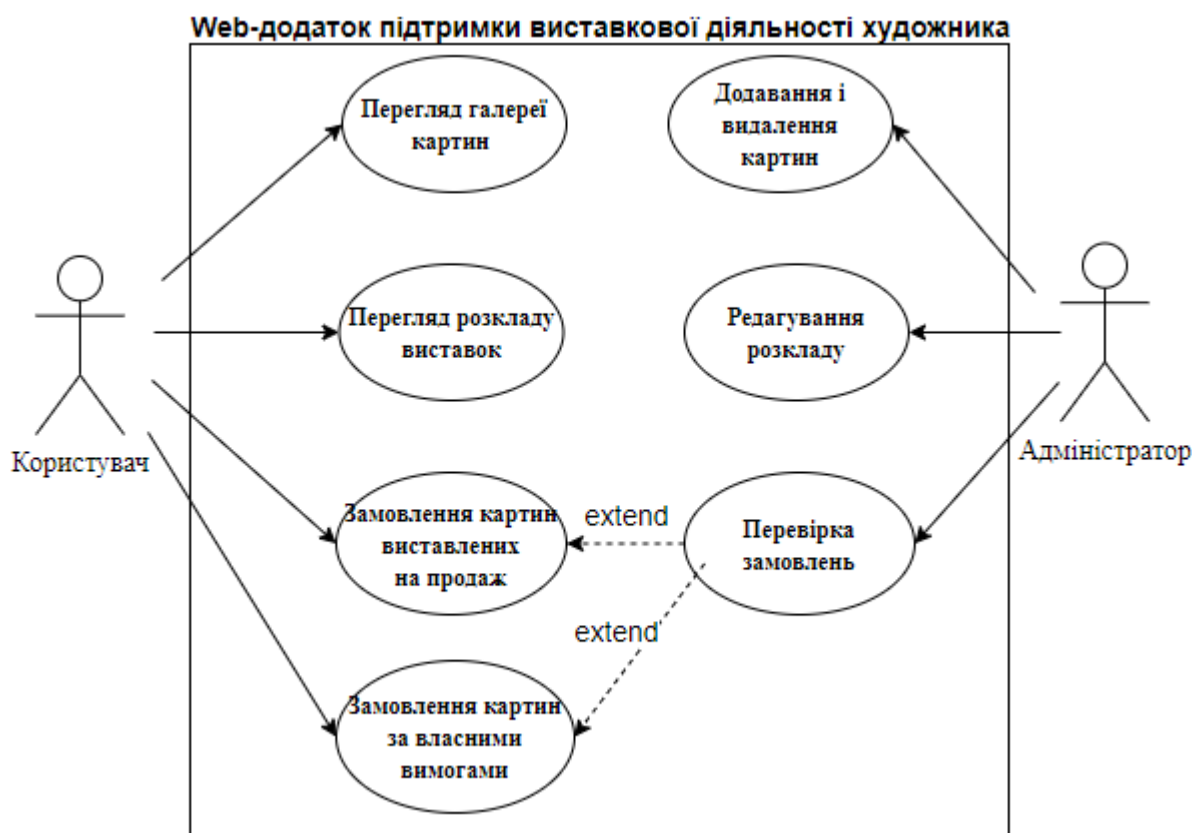 Web-додаток підтримки виставкової діяльності художника
Перегляд галереї
картин
Додавання і
видалення
картин
Перегляд розкладу
виставок
Редагування
розкладу
Користувач
Адміністратор
Замовлення картин
виставлених
на продаж
extend
Перевірка
замовлень
extend
Замовлення картин
за власними
вимогами